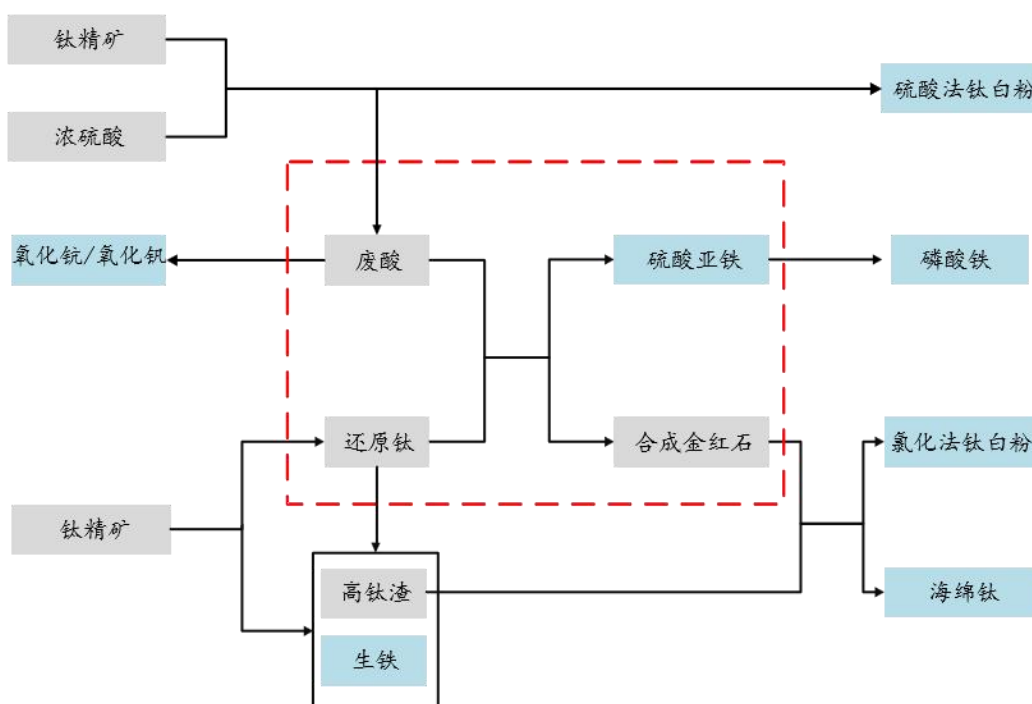 钛精矿
硫酸法钛白粉
浓硫酸
氧化钪/氧化钒
废酸
硫酸亚铁
磷酸铁
还原钛
合成金红石
氯化法钛白粉
钛精矿
高钛渣
海绵钛
生铁